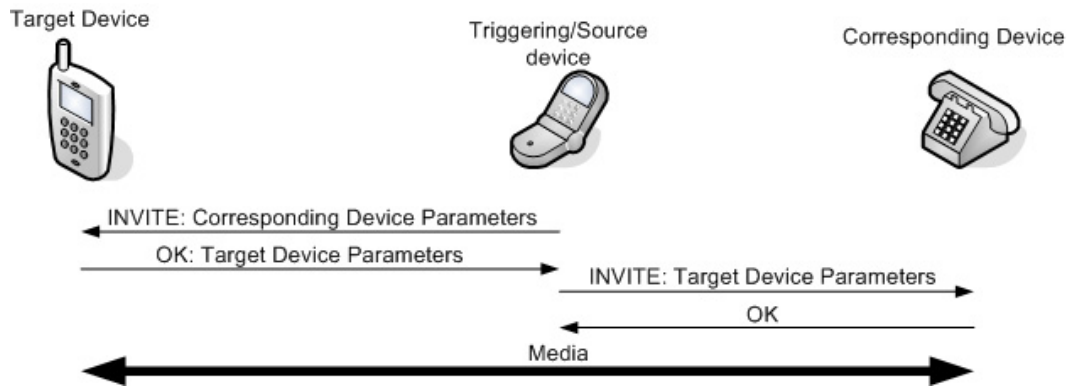 Target Device
Triggering/Source
device
Corresponding Device
INVITE: Corresponding Device Parameters
OK: Target Device Parameters
INVITE: Target Device Parameters
OK
Media